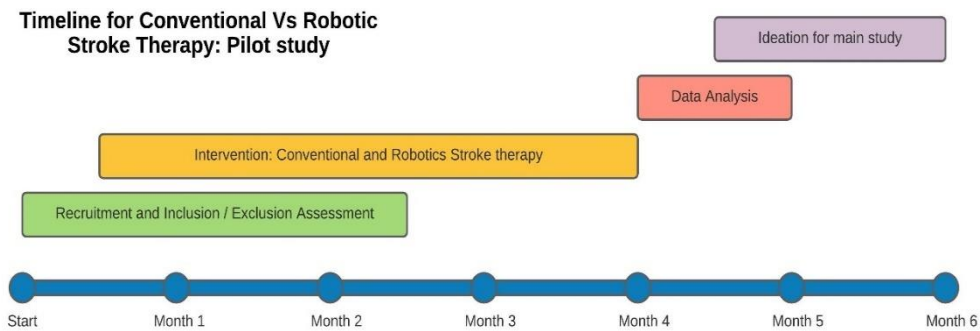 Timeline for Conventional Vs Robotic
Stroke Therapy: Pilot study
Ideation for main study
Data Analysis
Intervention: Conventional and Robotics Stroke therapy
Recruitment and Inclusion / Exclusion Assessment
Start
Month 1
Month 2
Month 3
Month 4
Month 5
Month 6